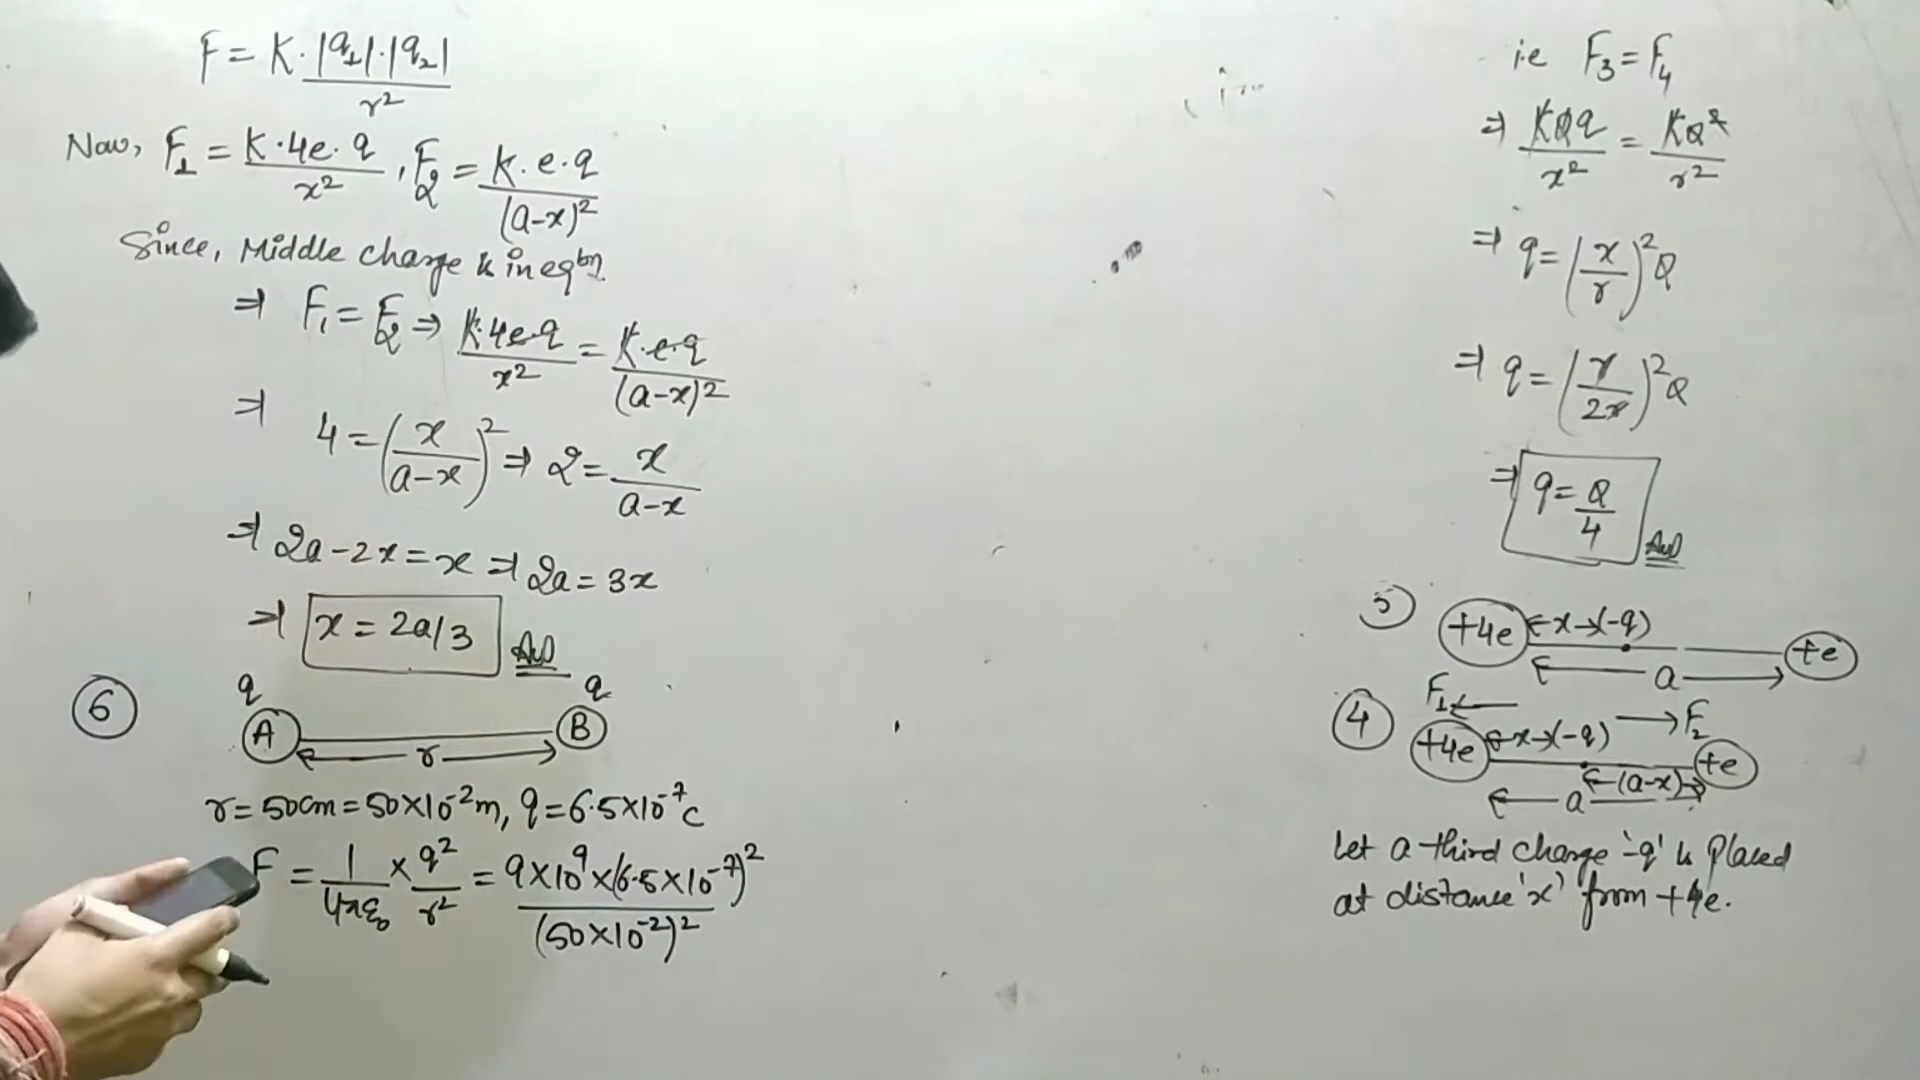 F = K·|q₁|·|q₂| / r²
Now, F₁ = K·4e·q / x² , F₂ = K·e·q / (a-x)²
Since, Middle charge is in eqbm.
⇒ F₁ = F₂ ⇒ K·4e·q / x² = K·e·q / (a-x)²
⇒ 4 = (x / a-x)² ⇒ 2 = x / a-x
⇒ 2a - 2x = x ⇒ 2a = 3x
⇒ x = 2a/3 Ans
6
q q
A B
r
r = 50cm = 50×10⁻²m, q = 6.5×10⁻⁷c
F = 1/4πε₀ × q²/r² = 9×10⁹×(6.5×10⁻⁷)² / (50×10⁻²)²
i.e F₃ = F₄
⇒ KQq / x² = KQ² / r²
⇒ q = (x/r)² Q
⇒ q = (r/2r)² Q
⇒ q = Q/4 Ans
5 +4e ←x→(-q) +e
a
F₁ ← → F₂
4 +4e ←x→(-q) +e
←(a-x)→
a
Let a third charge '-q' is placed
at distance 'x' from +4e.